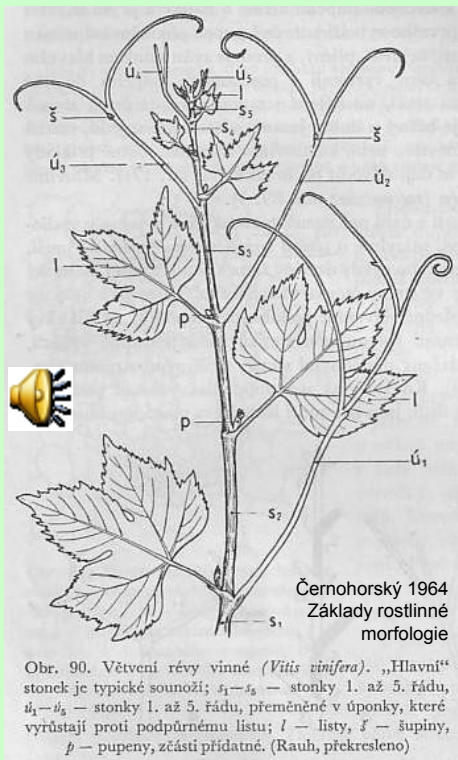 ú₄
ú₅
l
š
s₅
s₄
š
ú₃
ú₂
s₃
l
p
l
p
ú₁
s₂
s₁
Černohorský 1964
Základy rostlinné
morfologie
Obr. 90. Větvení révy vinné (Vitis vinifera). „Hlavní“
stonek je typické sounoží; s₁—s₅ — stonky 1. až 5. řádu,
ú₁—ú₅ — stonky 1. až 5. řádu, přeměněné v úponky, které
vyrůstají proti podpůrnému listu; l — listy, š — šupiny,
p — pupeny, zčásti přídatné. (Rauh, překresleno)